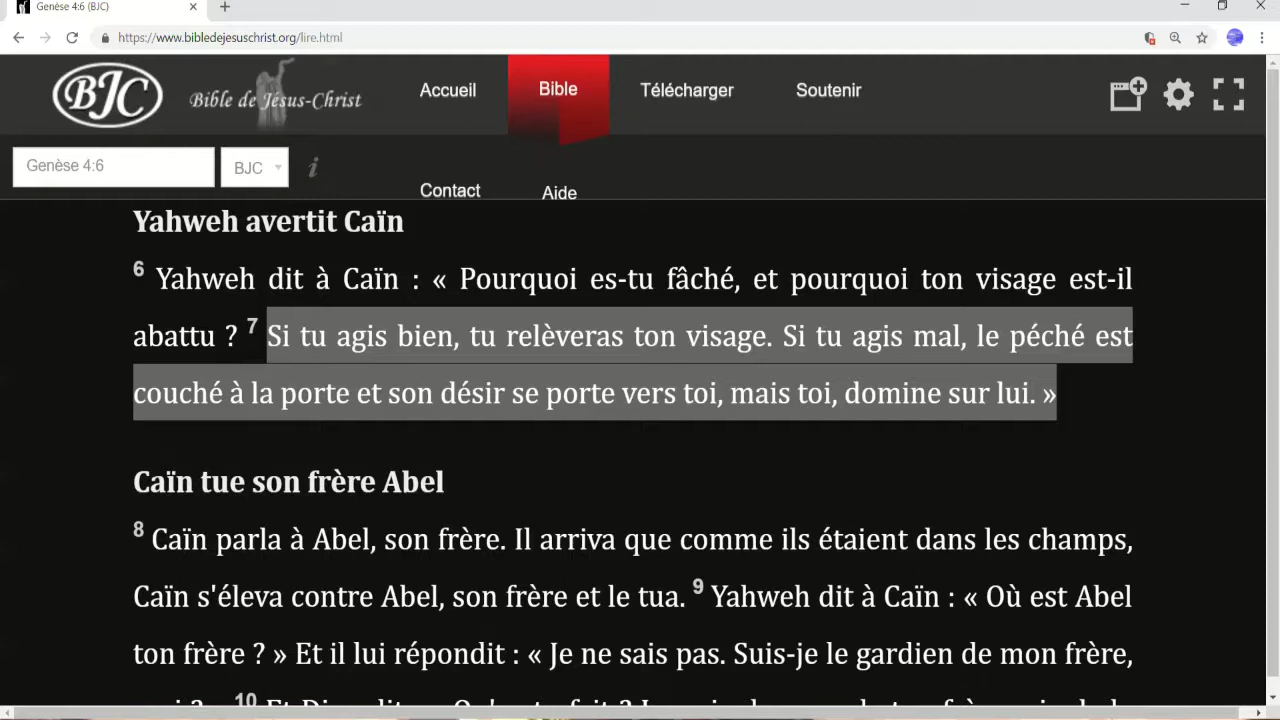 Genèse 4:6 (BJC)
https://www.bibledejesuschrist.org/lire.html
BJC Bible de Jésus-Christ Accueil Bible Télécharger Soutenir
Genèse 4:6 BJC i Contact Aide
Yahweh avertit Caïn
6 Yahweh dit à Caïn : « Pourquoi es-tu fâché, et pourquoi ton visage est-il
abattu ? 7 Si tu agis bien, tu relèveras ton visage. Si tu agis mal, le péché est
couché à la porte et son désir se porte vers toi, mais toi, domine sur lui. »
Caïn tue son frère Abel
8 Caïn parla à Abel, son frère. Il arriva que comme ils étaient dans les champs,
Caïn s'éleva contre Abel, son frère et le tua. 9 Yahweh dit à Caïn : « Où est Abel
ton frère ? » Et il lui répondit : « Je ne sais pas. Suis-je le gardien de mon frère,
10